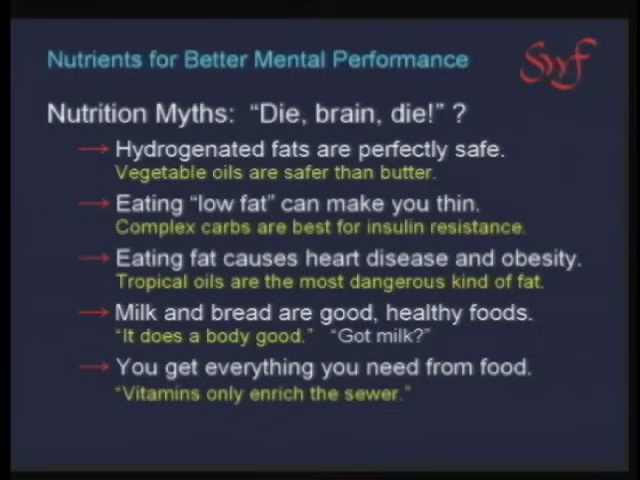 Nutrients for Better Mental Performance
Nutrition Myths: “Die, brain, die!” ?
→ Hydrogenated fats are perfectly safe.
Vegetable oils are safer than butter.
→ Eating “low fat” can make you thin.
Complex carbs are best for insulin resistance.
→ Eating fat causes heart disease and obesity.
Tropical oils are the most dangerous kind of fat.
→ Milk and bread are good, healthy foods.
“It does a body good.” “Got milk?”
→ You get everything you need from food.
“Vitamins only enrich the sewer.”